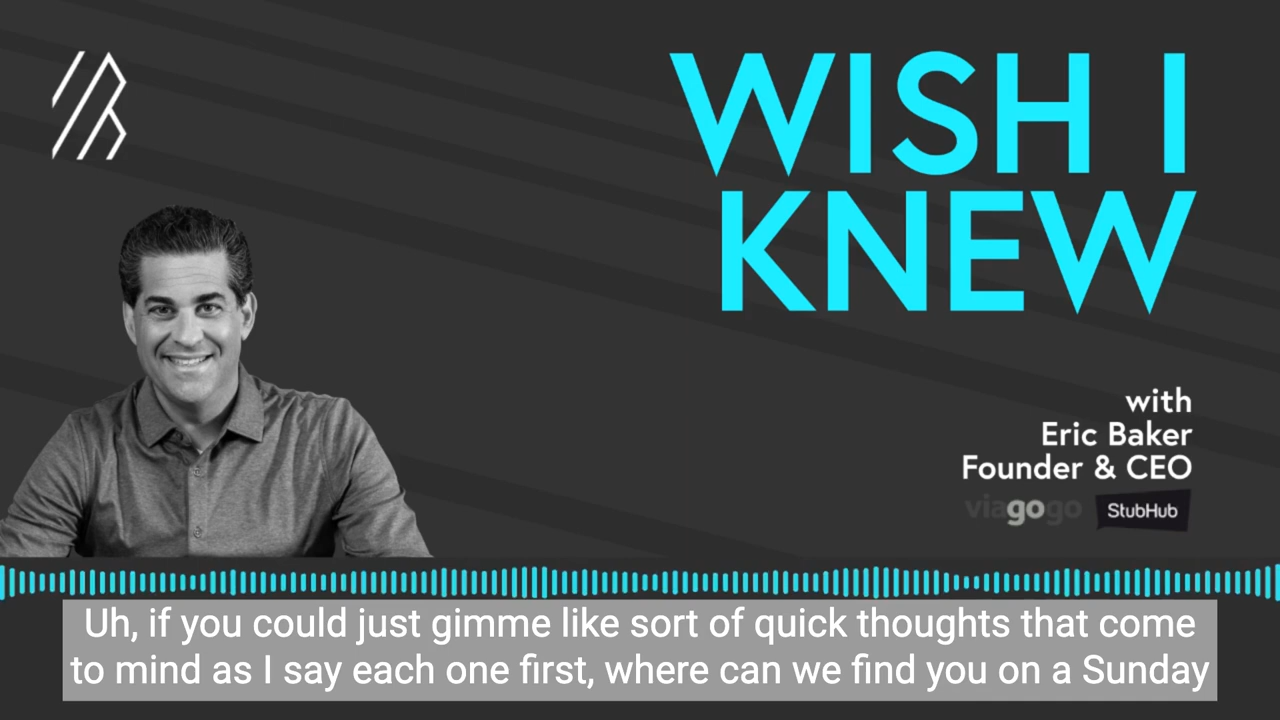 WISH I
KNEW
with
Eric Baker
Founder & CEO
viagogo StubHub
Uh, if you could just gimme like sort of quick thoughts that come
to mind as I say each one first, where can we find you on a Sunday